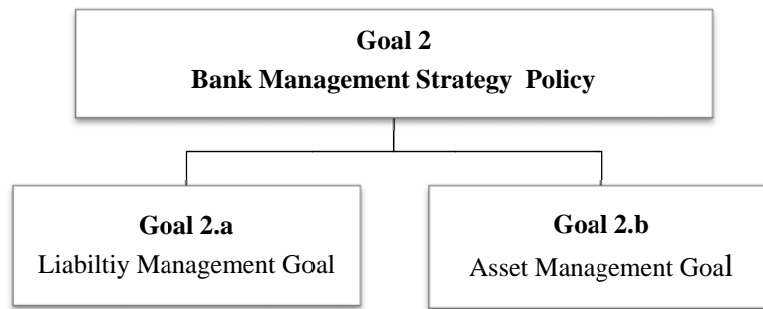 Goal 2
Bank Management Strategy Policy
Goal 2.a
Liabiltiy Management Goal
Goal 2.b
Asset Management Goal